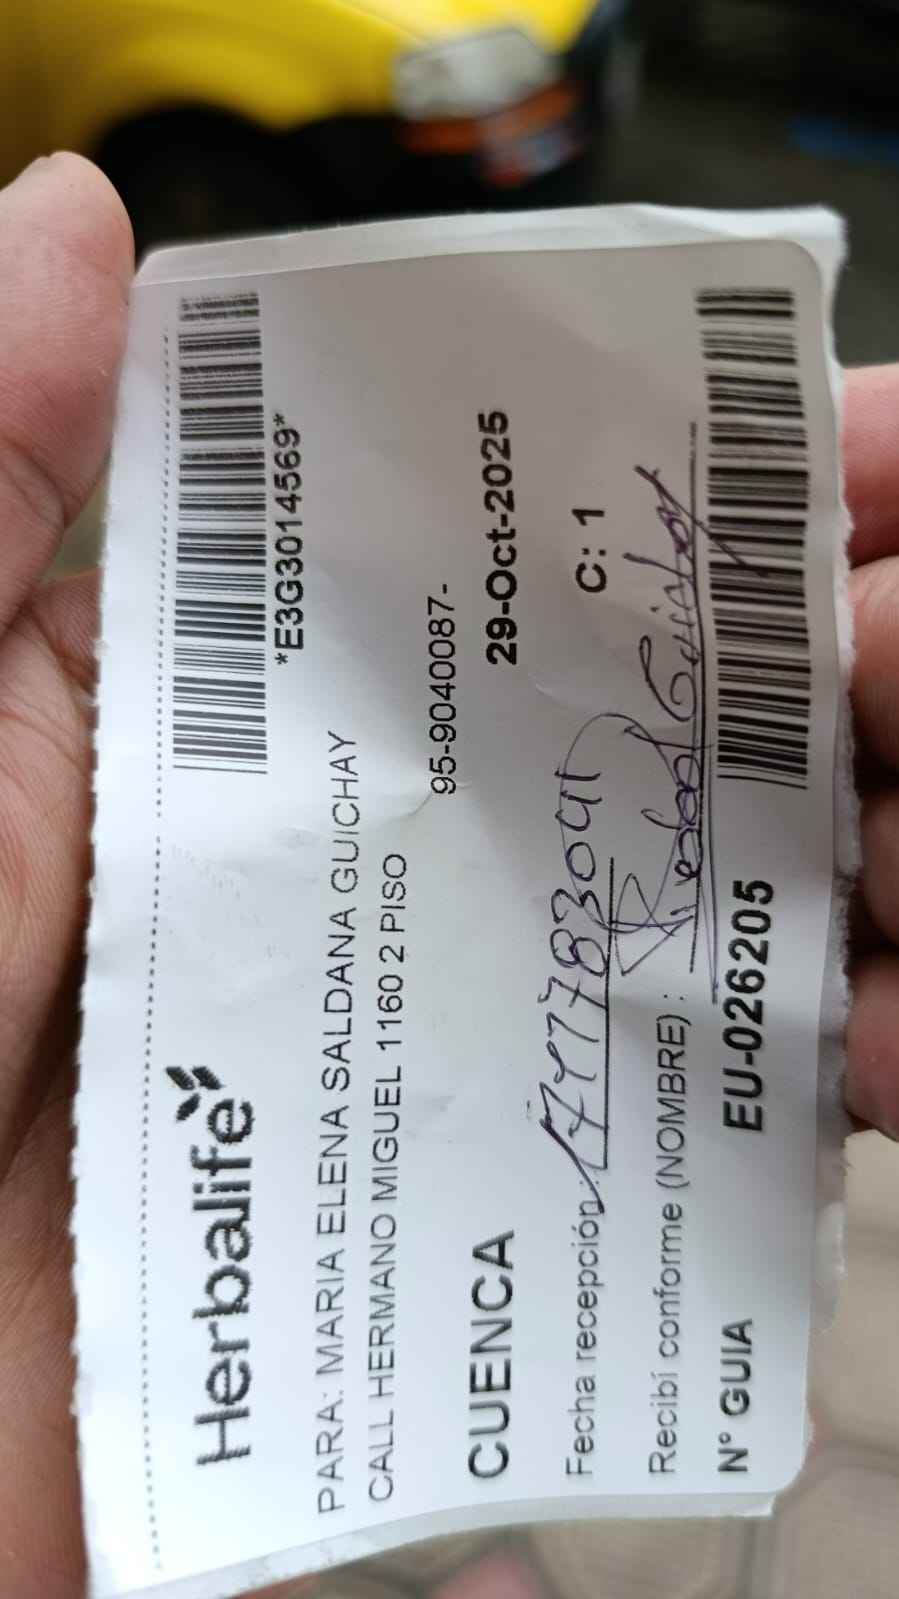 Herbalife
*E3G3014569*
PARA: MARIA ELENA SALDANA GUICHAY
CALL HERMANO MIGUEL 1160 2 PISO
95-9040087-
CUENCA
29-Oct-2025
Fecha recepción: 1717783041
C: 1
Recibí conforme (NOMBRE) :
N° GUIA EU-026205